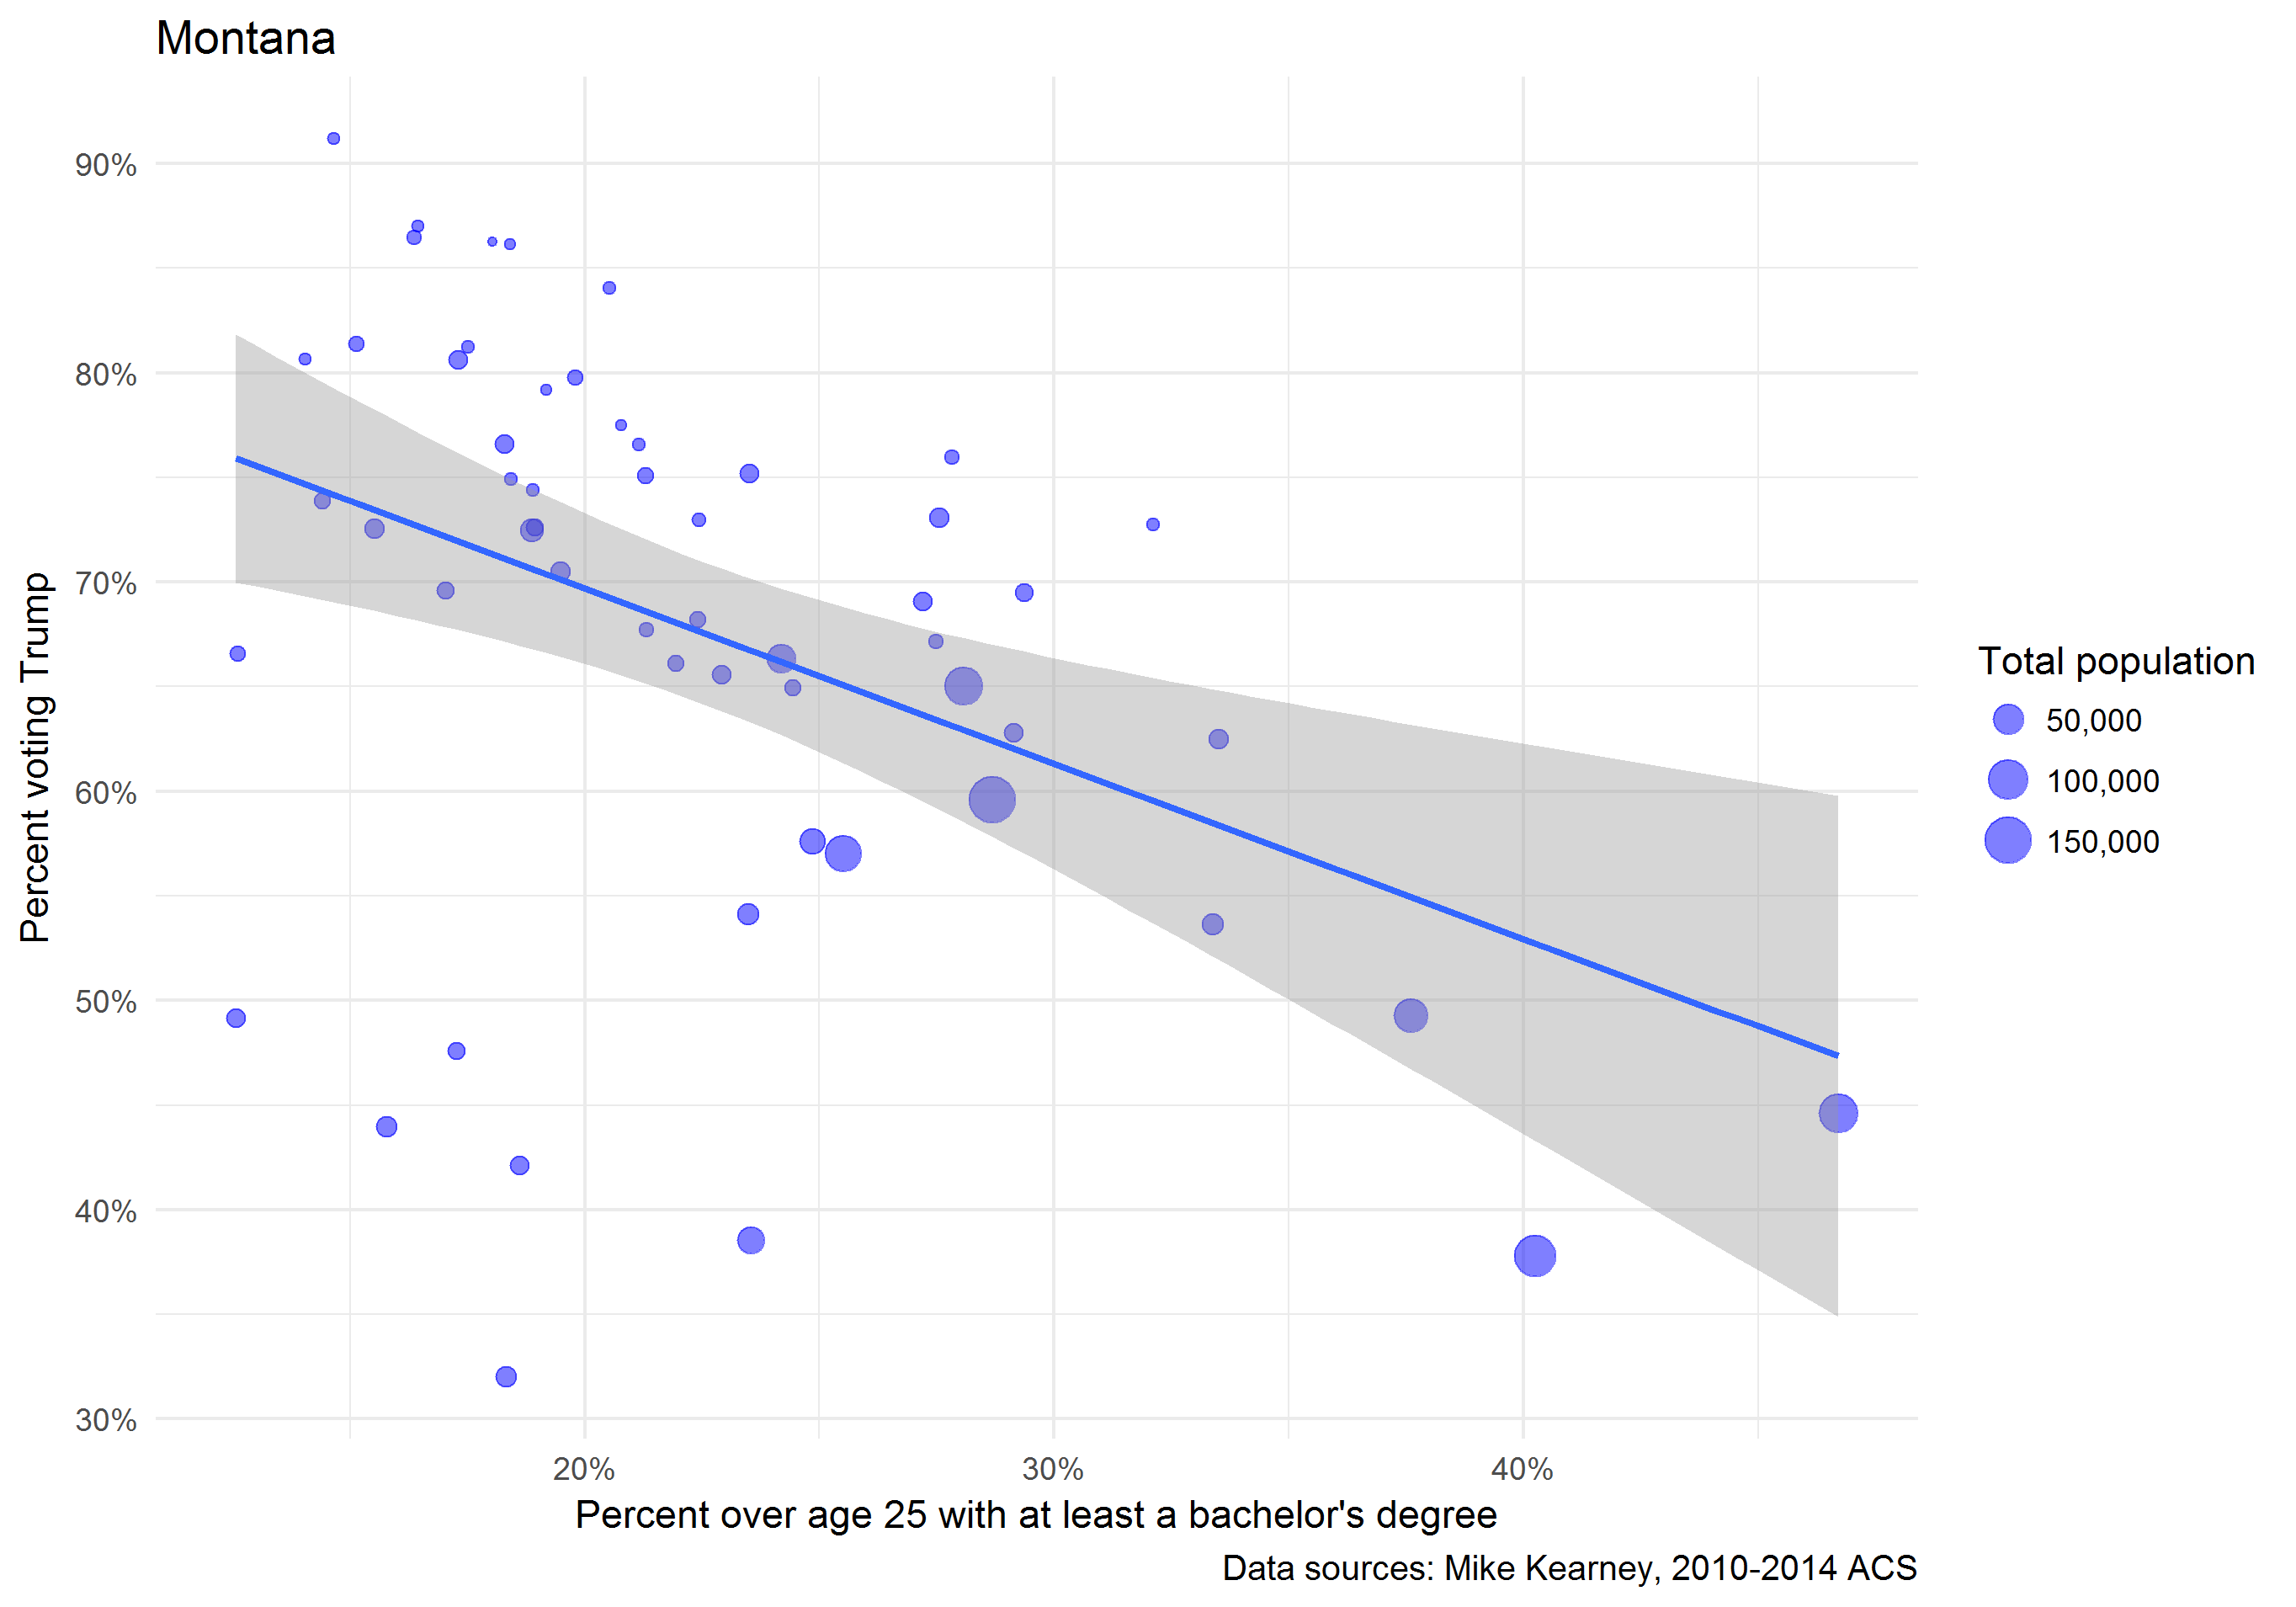 Montana
Percent voting Trump
90%
80%
70%
60%
50%
40%
30%
20%
30%
40%
Percent over age 25 with at least a bachelor's degree
Total population
50,000
100,000
150,000
Data sources: Mike Kearney, 2010-2014 ACS